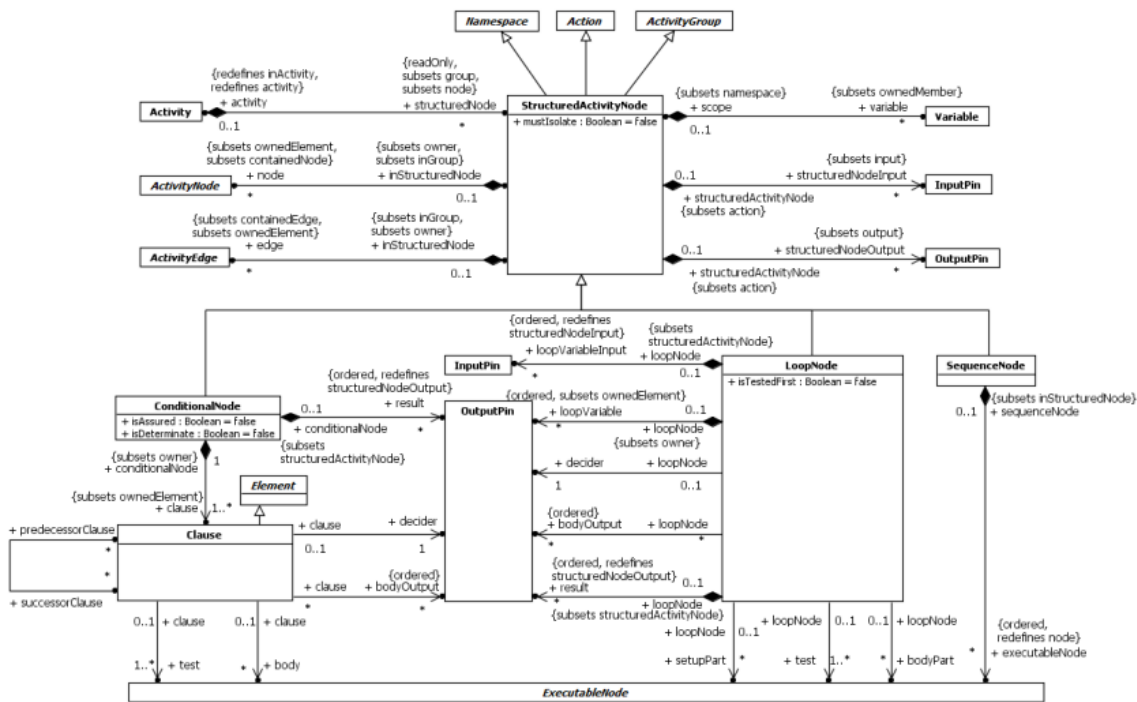 Namespace
Action
ActivityGroup
{redefines inActivity,
redefines activity}
+ activity
0..1
{readOnly,
subsets group,
subsets node}
+ structuredNode
*
Activity
StructuredActivityNode
+ mustIsolate : Boolean = false
{subsets namespace}
+ scope
0..1
{subsets ownedMember}
+ variable
*
Variable
{subsets ownedElement,
subsets containedNode}
+ node
*
{subsets owner,
subsets inGroup}
+ inStructuredNode
0..1
ActivityNode
0..1
{subsets input}
+ structuredNodeInput
*
+ structuredActivityNode
{subsets action}
InputPin
{subsets containedEdge,
subsets ownedElement}
+ edge
*
{subsets inGroup,
subsets owner}
+ inStructuredNode
0..1
ActivityEdge
0..1
{subsets output}
+ structuredNodeOutput
*
+ structuredActivityNode
{subsets action}
OutputPin
{ordered, redefines
structuredNodeInput}
+ loopVariableInput
*
{subsets
structuredActivityNode}
+ loopNode
0..1
InputPin
LoopNode
+ isTestedFirst : Boolean = false
SequenceNode
{subsets inStructuredNode}
0..1
+ sequenceNode
ConditionalNode
+ isAssured : Boolean = false
+ isDeterminate : Boolean = false
{ordered, redefines
structuredNodeOutput}
0..1
+ result
+ conditionalNode
*
{subsets
structuredActivityNode}
OutputPin
{ordered, subsets ownedElement}
+ loopVariable
*
0..1
+ loopNode
{subsets owner}
+ decider
1
+ loopNode
0..1
{ordered}
+ bodyOutput
*
+ loopNode
*
{ordered, redefines
structuredNodeOutput}
+ result
*
0..1
+ loopNode
{subsets structuredActivityNode}
{subsets owner}
1
+ conditionalNode
{subsets ownedElement}
+ clause
1..*
Element
Clause
+ predecessorClause
*
*
+ successorClause
+ clause
0..1
+ decider
1
+ clause
*
{ordered}
+ bodyOutput
*
0..1
+ clause
1..*
+ test
0..1
+ clause
*
+ body
+ loopNode
0..1
+ setupPart
*
+ loopNode
0..1
+ test
1..*
0..1
+ loopNode
*
+ bodyPart
{ordered,
redefines node}
*
+ executableNode
ExecutableNode